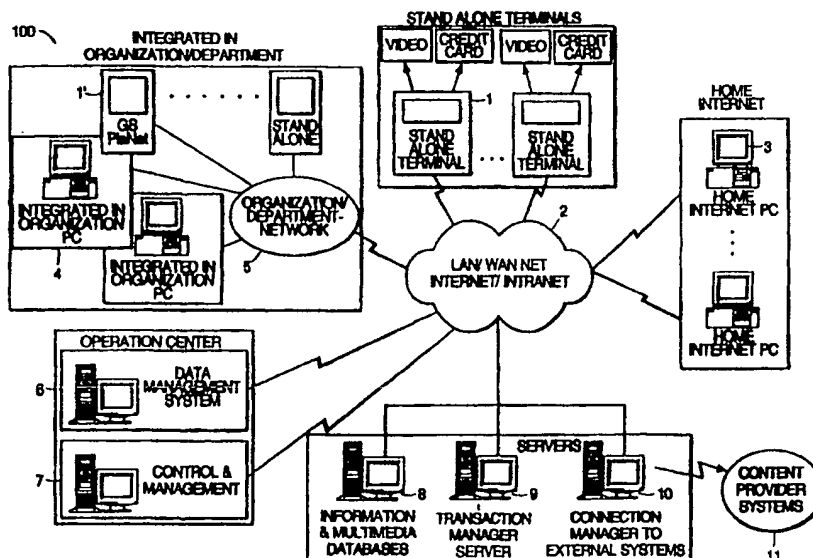 100
INTEGRATED IN
ORGANIZATION/DEPARTMENT
1'
GS
PlaNet
STAND
ALONE
INTEGRATED IN
ORGANIZATION
PC
4
INTEGRATED IN
ORGANIZATION
PC
ORGANIZATION/
DEPARTMENT-
NETWORK
5
STAND ALONE TERMINALS
VIDEO
CREDIT
CARD
VIDEO
CREDIT
CARD
1
STAND
ALONE
TERMINAL
STAND
ALONE
TERMINAL
HOME
INTERNET
3
HOME
INTERNET PC
HOME
INTERNET PC
2
LAN/ WAN NET
INTERNET/ INTRANET
OPERATION CENTER
6
DATA
MANAGEMENT
SYSTEM
7
CONTROL &
MANAGEMENT
SERVERS
8
INFORMATION
& MULTIMEDIA
DATABASES
9
TRANSACTION
MANAGER
SERVER
10
CONNECTION
MANAGER TO
EXTERNAL SYSTEMS
CONTENT
PROVIDER
SYSTEMS
11